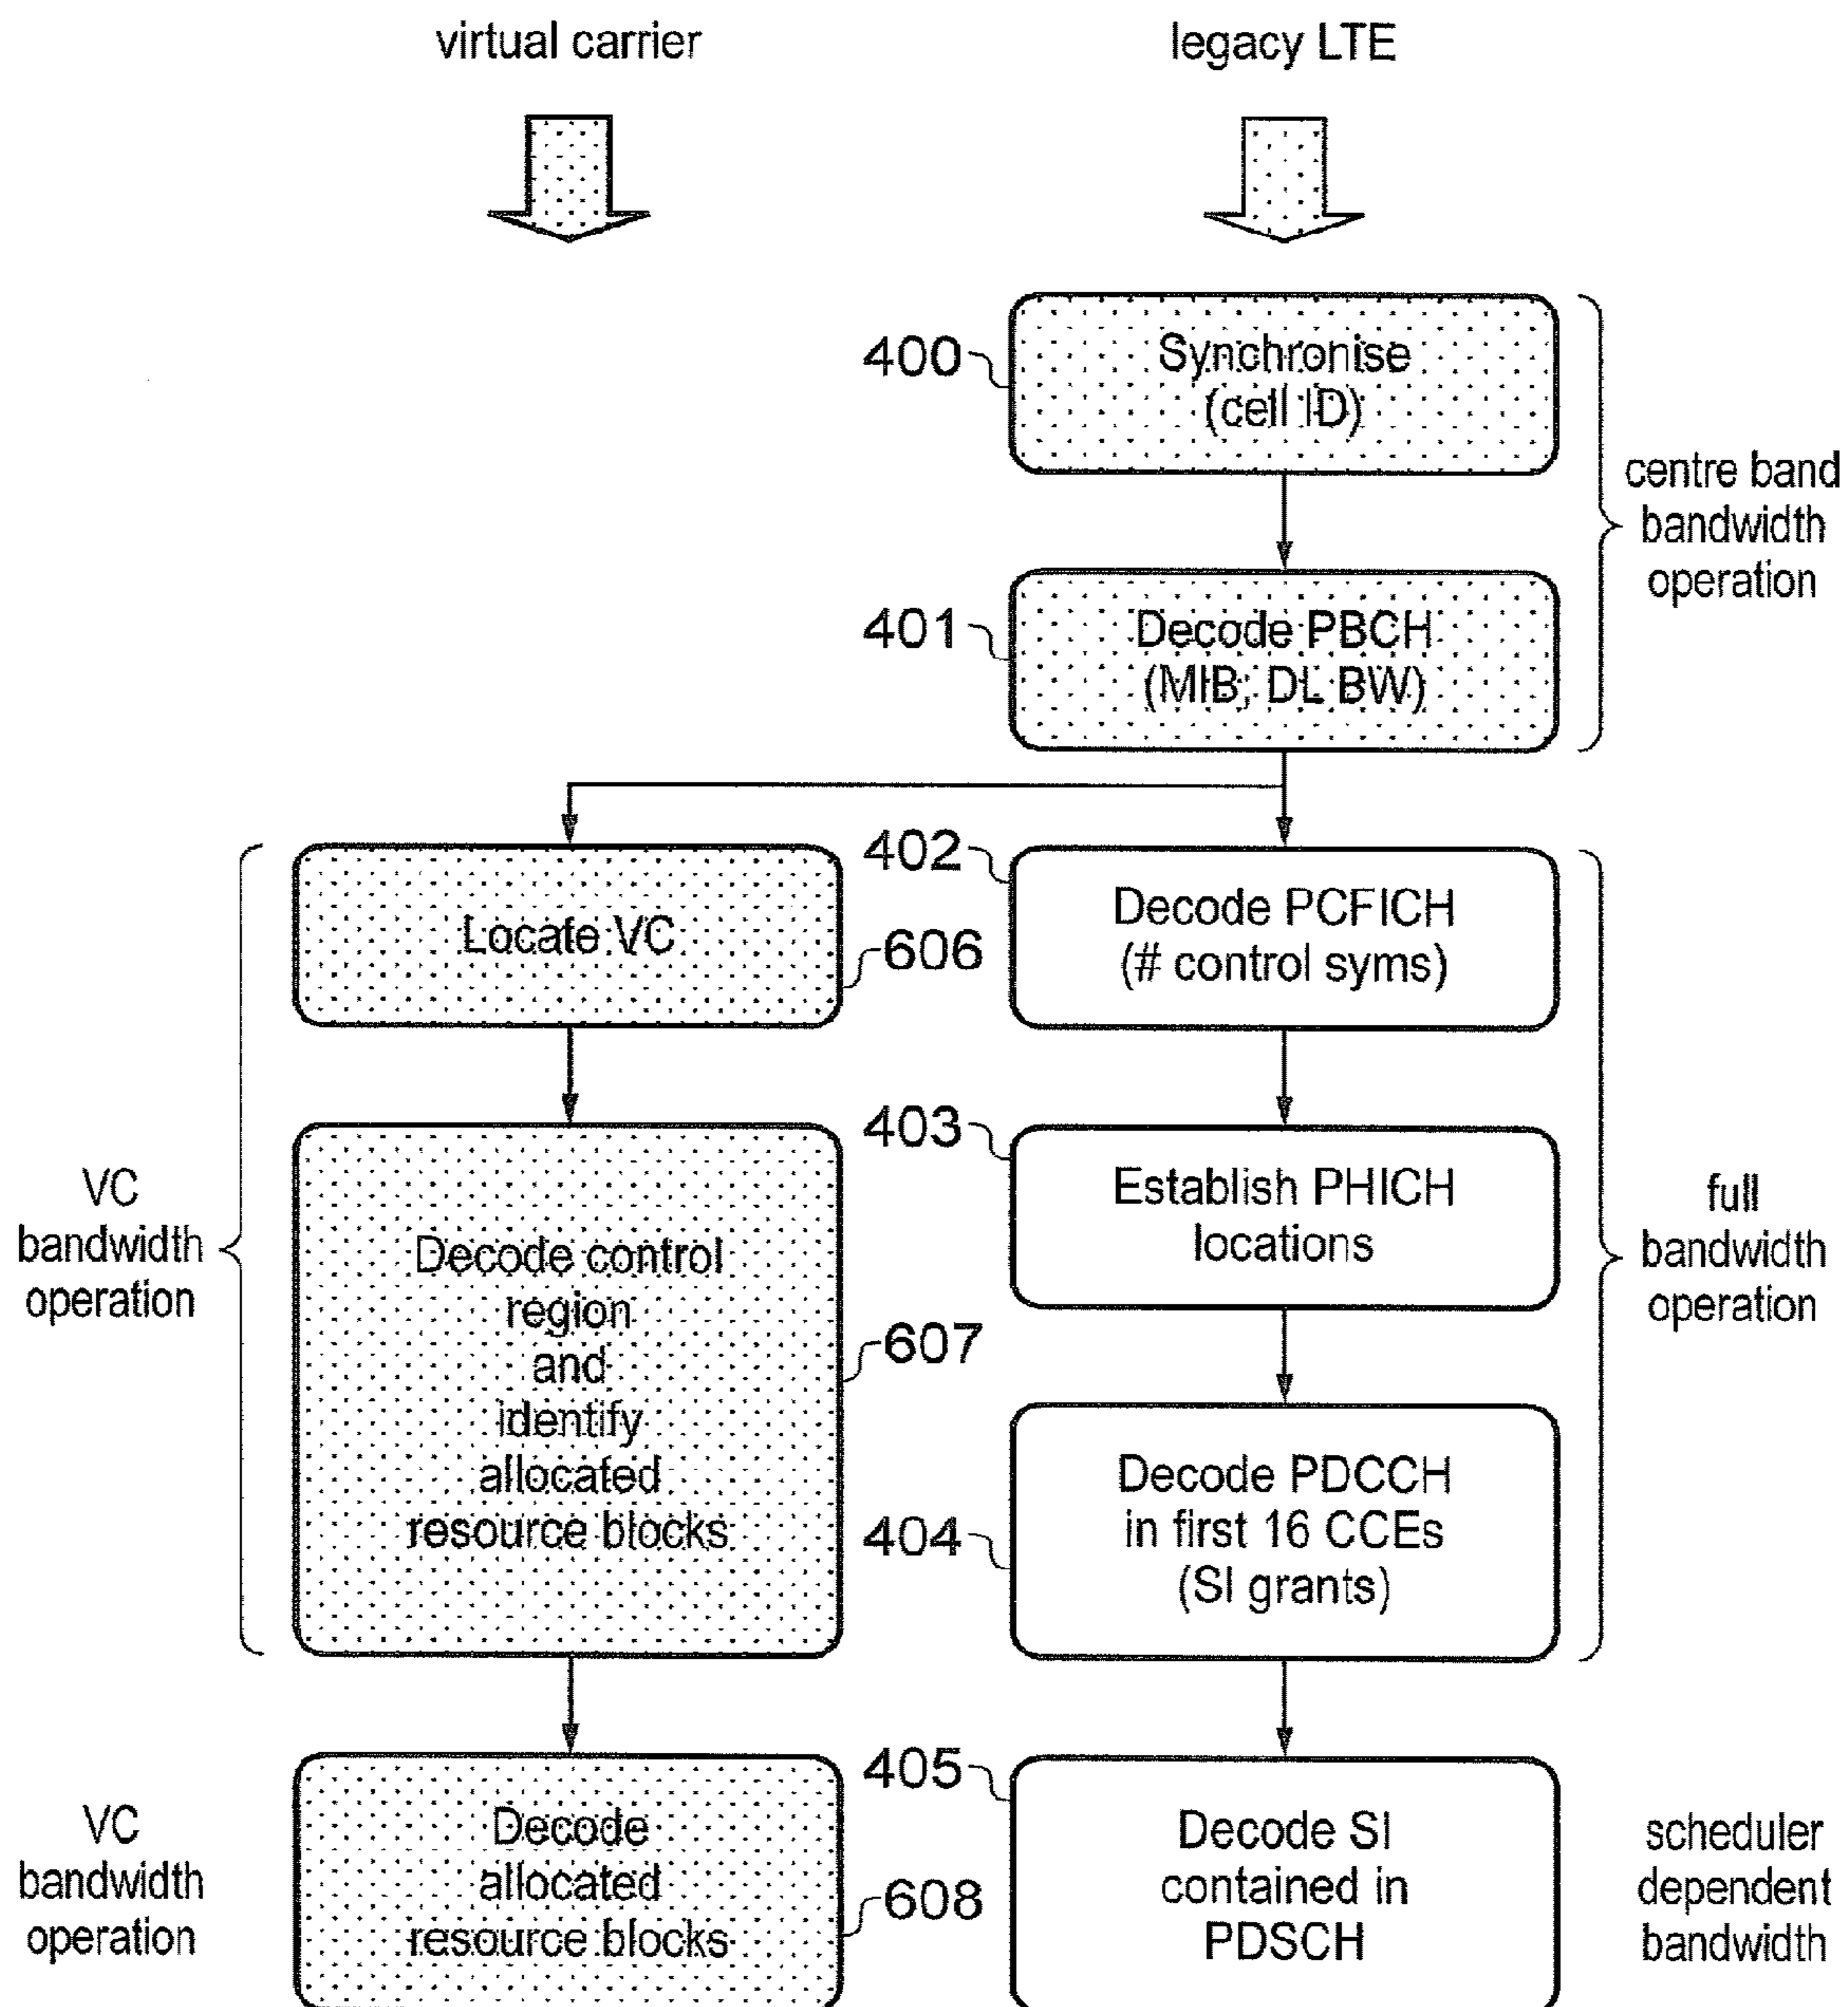 virtual carrier
legacy LTE
400
Synchronise
(cell ID)
centre band
bandwidth
operation
401
Decode PBCH
(MIB; DL BW)
402
Decode PCFICH
(# control syms)
Locate VC
606
403
Establish PHICH
locations
VC
bandwidth
operation
full
bandwidth
operation
Decode control
region
and
identify
allocated
resource blocks
607
404
Decode PDCCH
in first 16 CCEs
(SI grants)
VC
bandwidth
operation
Decode
allocated
resource blocks
608
405
Decode SI
contained in
PDSCH
scheduler
dependent
bandwidth